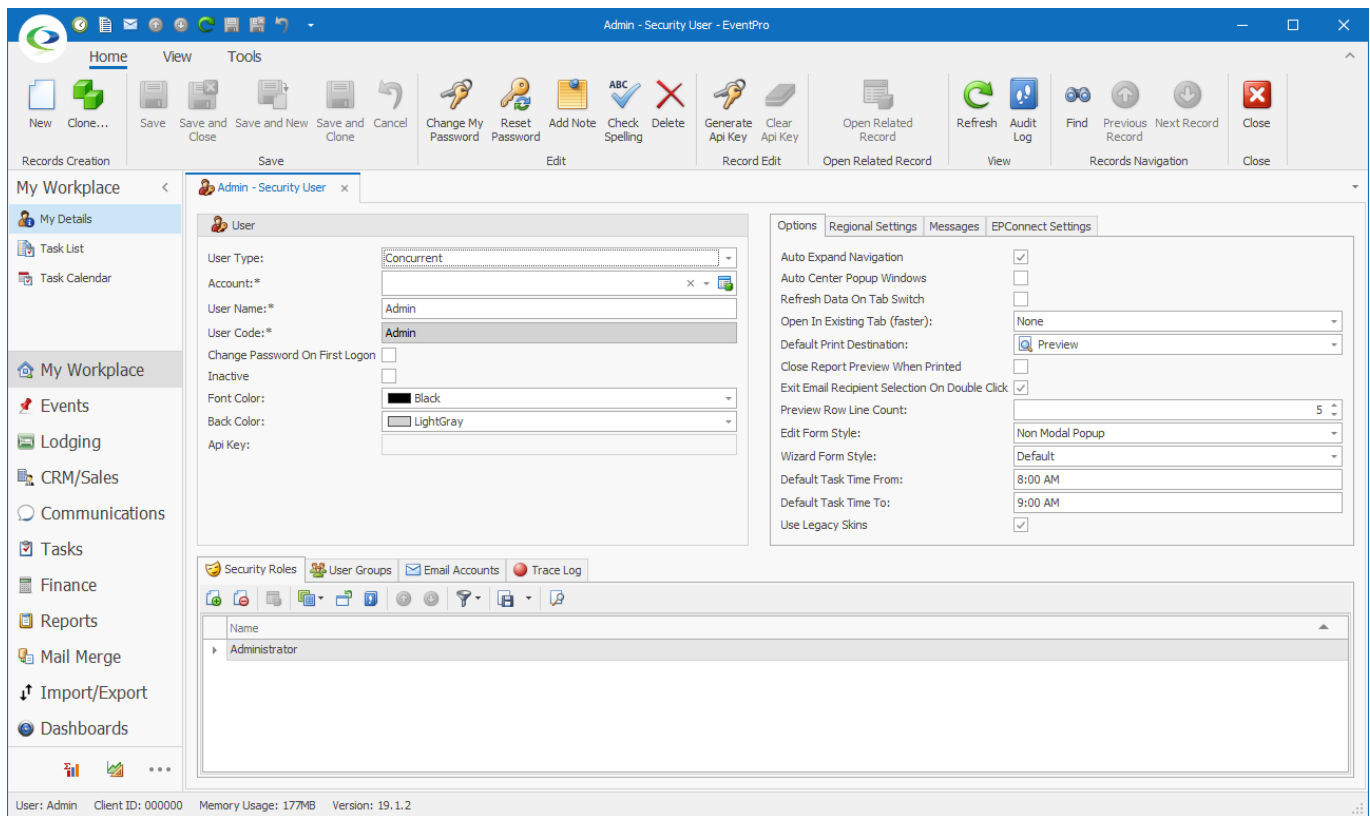 Admin - Security User - EventPro
Home View Tools
New Clone... Save Save and Close Save and New Save and Clone Cancel Change My Password Reset Password Add Note ABC Check Spelling Delete Generate Api Key Clear Api Key Open Related Record Refresh Audit Log Find Previous Record Next Record Close
Records Creation Save Edit Record Edit Open Related Record View Records Navigation Close
My Workplace
My Details
Task List
Task Calendar
My Workplace
Events
Lodging
CRM/Sales
Communications
Tasks
Finance
Reports
Mail Merge
Import/Export
Dashboards
Admin - Security User
User
User Type: Concurrent
Account:*
User Name:* Admin
User Code:* Admin
Change Password On First Logon
Inactive
Font Color: Black
Back Color: LightGray
Api Key:
Options Regional Settings Messages EPConnect Settings
Auto Expand Navigation
Auto Center Popup Windows
Refresh Data On Tab Switch
Open In Existing Tab (faster): None
Default Print Destination: Preview
Close Report Preview When Printed
Exit Email Recipient Selection On Double Click
Preview Row Line Count: 5
Edit Form Style: Non Modal Popup
Wizard Form Style: Default
Default Task Time From: 8:00 AM
Default Task Time To: 9:00 AM
Use Legacy Skins
Security Roles User Groups Email Accounts Trace Log
Name
Administrator
User: Admin Client ID: 000000 Memory Usage: 177MB Version: 19.1.2